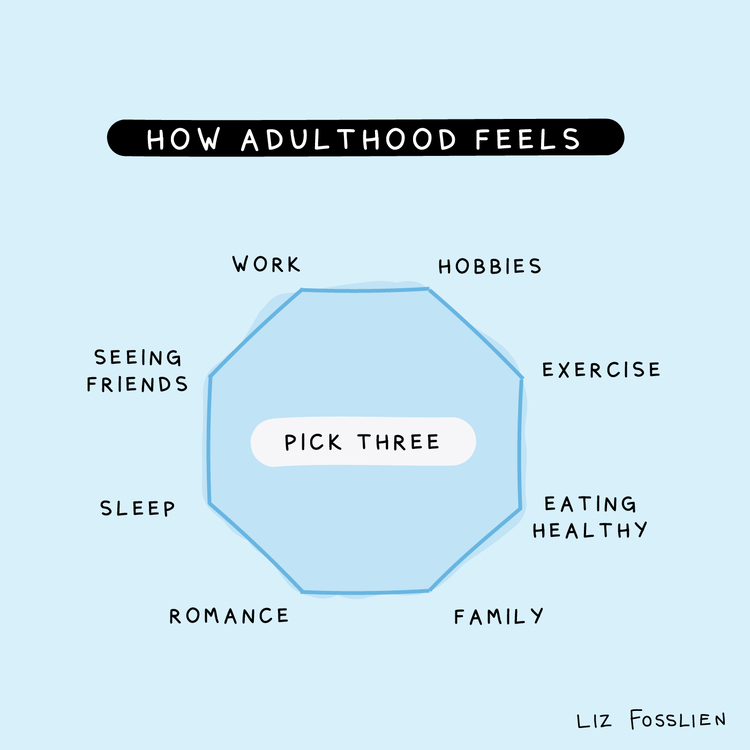 HOW ADULTHOOD FEELS
WORK
HOBBIES
SEEING
FRIENDS
EXERCISE
PICK THREE
SLEEP
EATING
HEALTHY
ROMANCE
FAMILY
LIZ FOSSLIEN